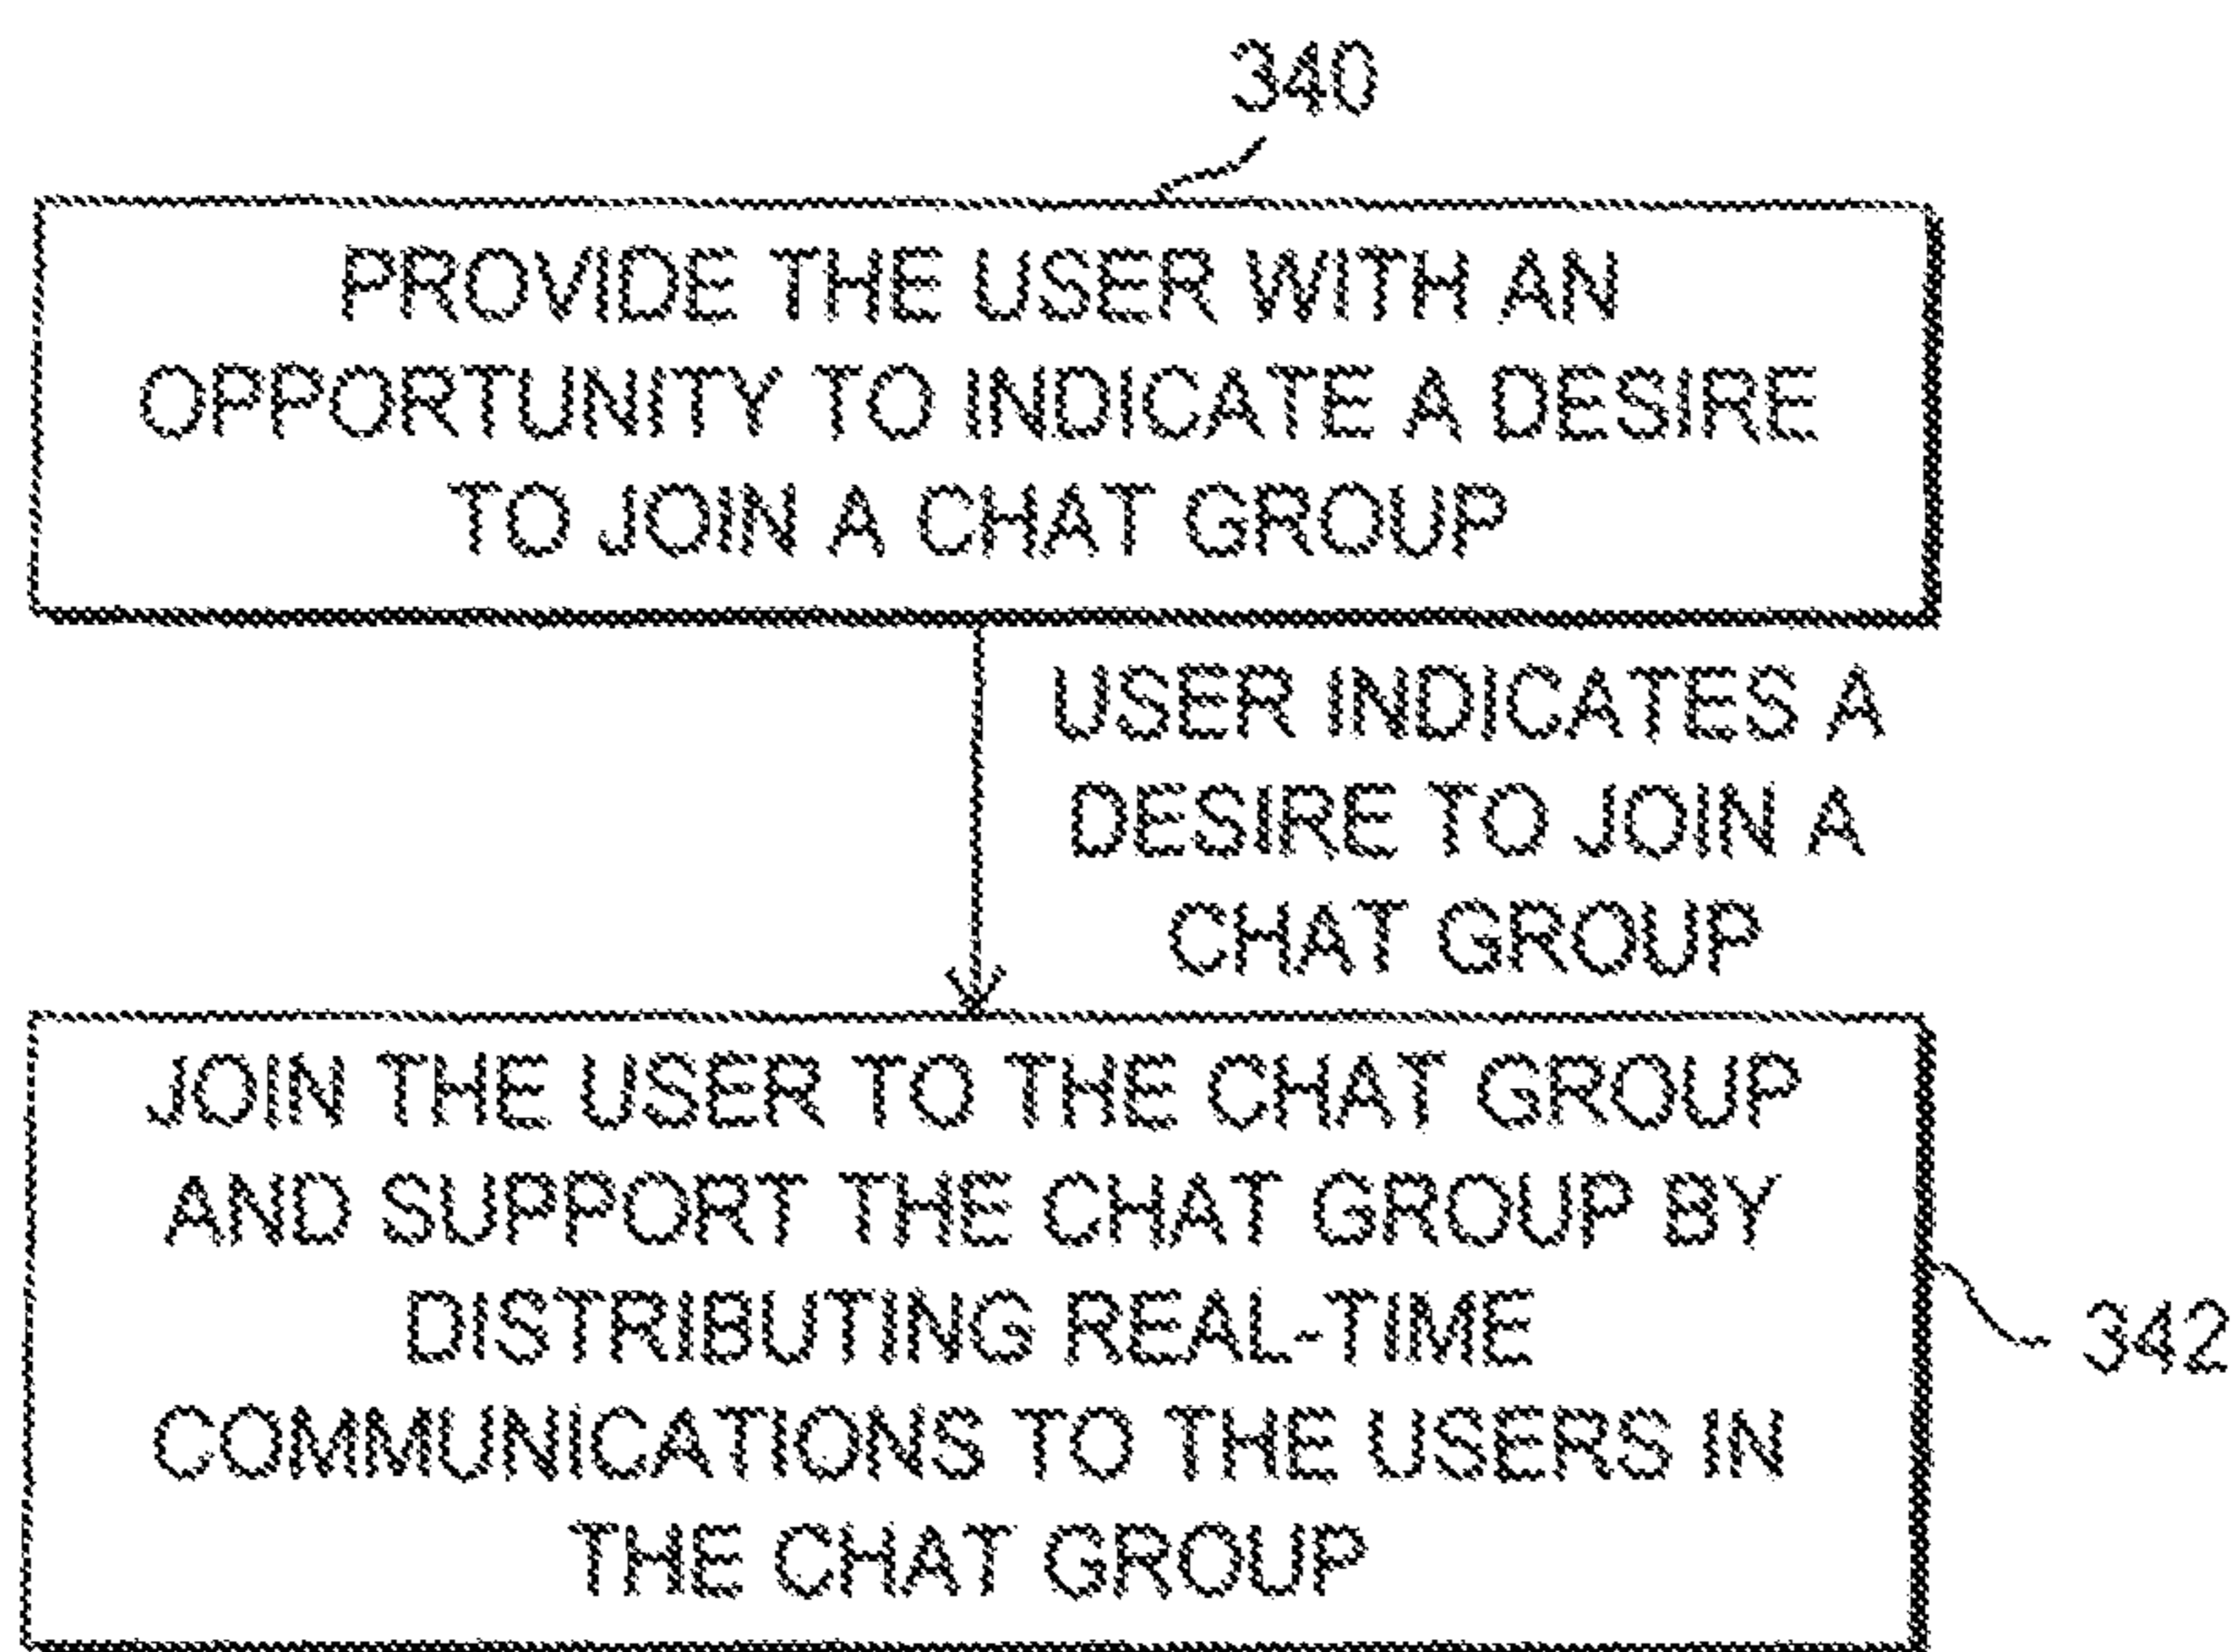 340
PROVIDE THE USER WITH AN
OPPORTUNITY TO INDICATE A DESIRE
TO JOIN A CHAT GROUP
USER INDICATES A
DESIRE TO JOIN A
CHAT GROUP
JOIN THE USER TO THE CHAT GROUP
AND SUPPORT THE CHAT GROUP BY
DISTRIBUTING REAL-TIME
COMMUNICATIONS TO THE USERS IN
THE CHAT GROUP
342